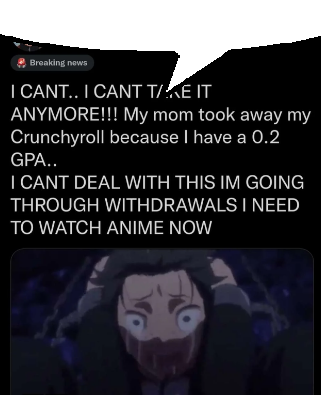 Breaking news
I CANT.. I CANT TAKE IT
ANYMORE!!! My mom took away my
Crunchyroll because I have a 0.2
GPA..
I CANT DEAL WITH THIS IM GOING
THROUGH WITHDRAWALS I NEED
TO WATCH ANIME NOW